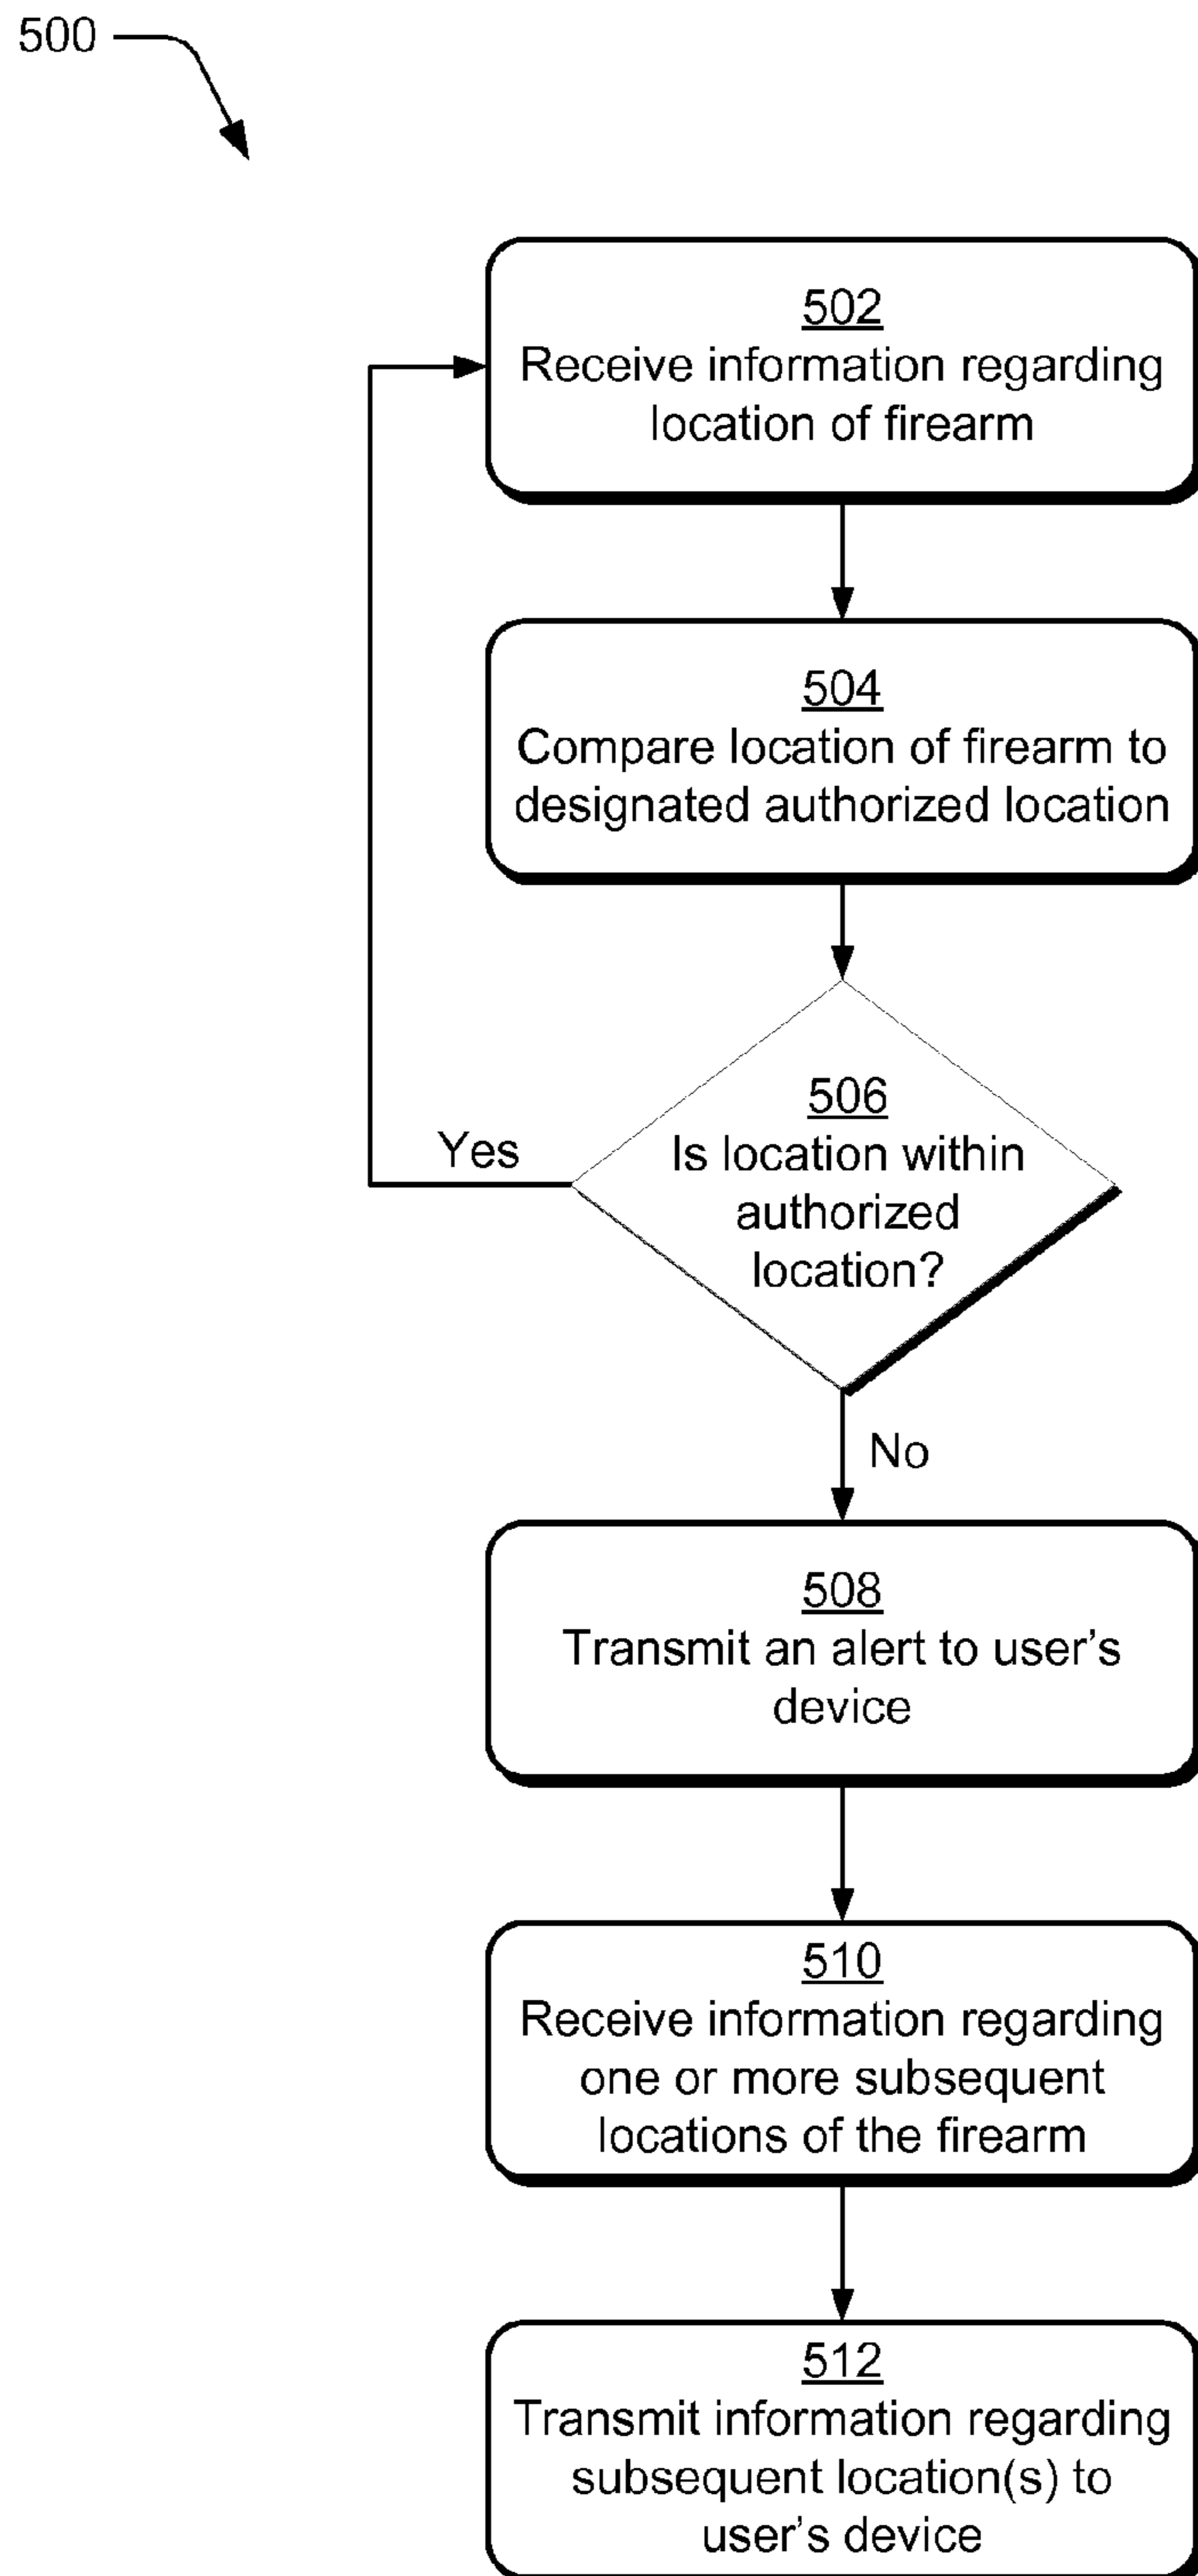 500
502
Receive information regarding
location of firearm
504
Compare location of firearm to
designated authorized location
506
Is location within
authorized
location?
Yes
No
508
Transmit an alert to user’s
device
510
Receive information regarding
one or more subsequent
locations of the firearm
512
Transmit information regarding
subsequent location(s) to
user’s device